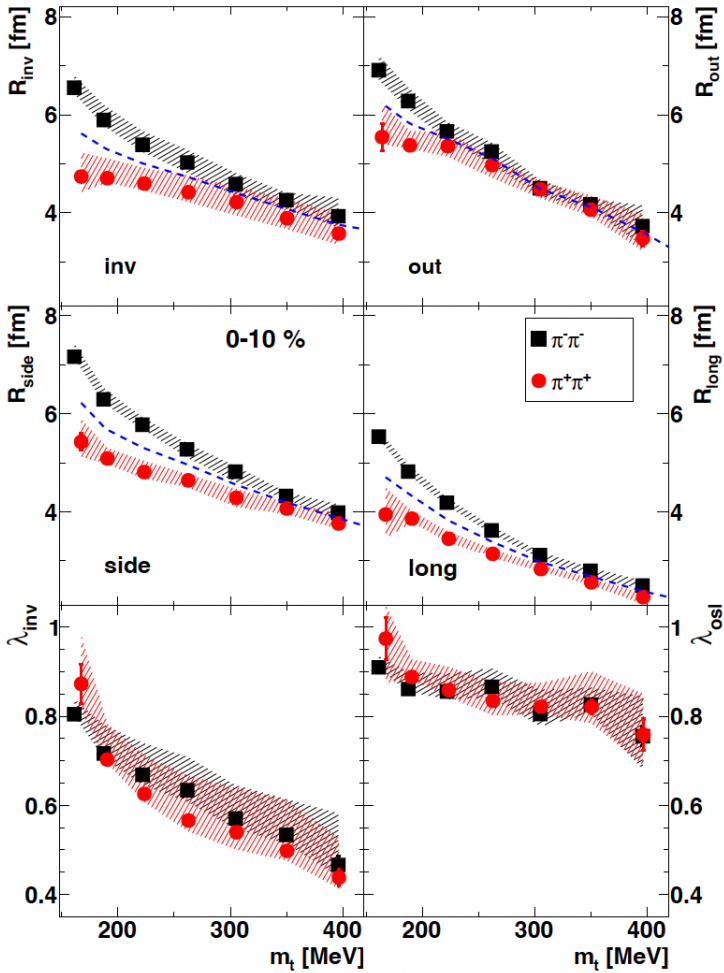 8
8
R_inv [fm]
R_out [fm]
6
6
4
4
inv
out
8
8
R_side [fm]
R_long [fm]
0-10 %
π⁻π⁻
π⁺π⁺
6
6
4
4
side
long
λ_inv
λ_osl
1
1
0.8
0.8
0.6
0.6
0.4
0.4
200 300 400
200 300 400
m_t [MeV]
m_t [MeV]